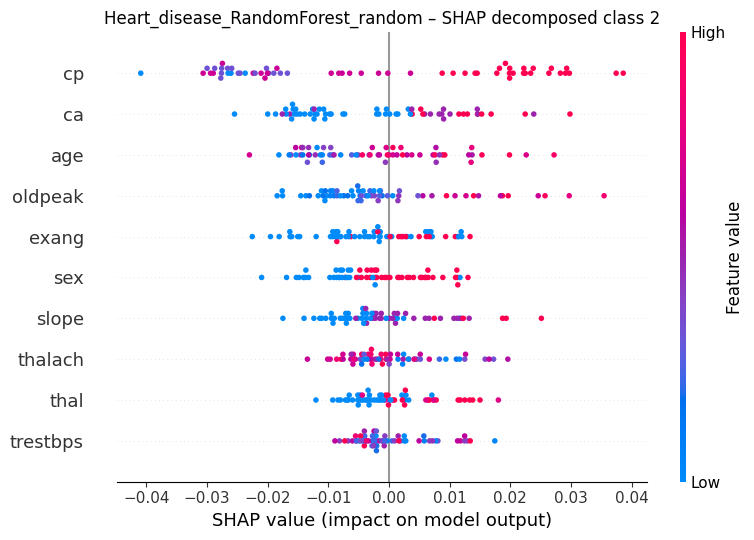 Heart_disease_RandomForest_random – SHAP decomposed class 2
High
cp
ca
age
oldpeak
exang
sex
slope
thalach
thal
trestbps
Feature value
Low
−0.04 −0.03 −0.02 −0.01 0.00 0.01 0.02 0.03 0.04
SHAP value (impact on model output)